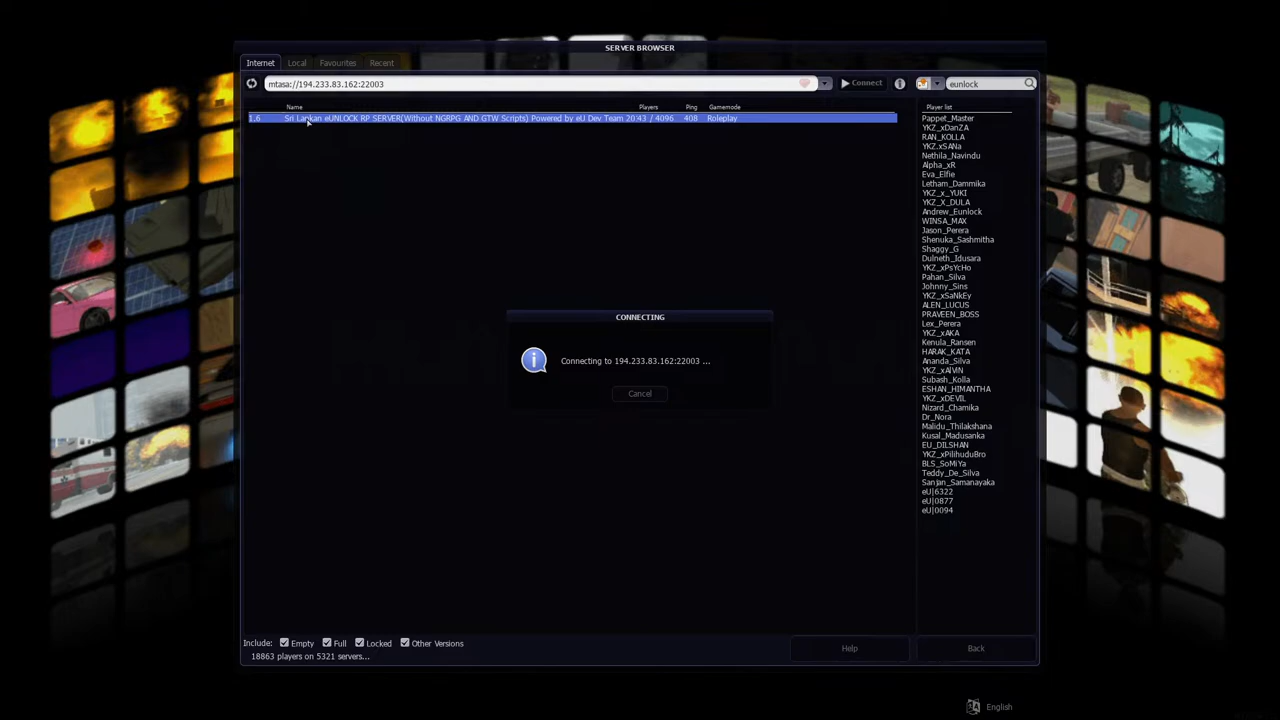 SERVER BROWSER
Internet Local Favourites Recent
mtasa://194.233.83.162:22003 Connect eunlock
Name Players Ping Gamemode
1.6 Sri Lankan eUNLOCK RP SERVER(Without NGRPG AND GTW Scripts) Powered by eU Dev Team 20:43 / 4096 408 Roleplay
Player list
Pappet_Master
YKZ_xDanZA
RAN_KOLLA
YKZ.xSANa
Nethila_Navindu
Alpha_xR
Eva_Elfie
Letham_Dammika
YKZ_x_YUKI
YKZ_X_DULA
Andrew_Eunlock
WINSA_MAX
Jason_Perera
Shenuka_Sashmitha
Shaggy_G
Dulneth_Idusara
YKZ_xPsYcHo
Pahan_Silva
Johnny_Sins
YKZ_xSaNkEy
ALEN_LUCUS
PRAVEEN_BOSS
Lex_Perera
YKZ_xAKA
Kenula_Ransen
HARAK_KATA
Ananda_Silva
YKZ_xAlViN
Subash_Kolla
ESHAN_HIMANTHA
YKZ_xDEVIL
Nizard_Chamika
Dr_Nora
Malidu_Thilakshana
Kusal_Madusanka
EU_DILSHAN
YKZ_xPilihuduBro
BLS_SoMiYa
Teddy_De_Silva
Sanjan_Samanayaka
eU|6322
eU|0877
eU|0094
CONNECTING
Connecting to 194.233.83.162:22003 ...
Cancel
Include: Empty Full Locked Other Versions
18863 players on 5321 servers...
Help Back
English